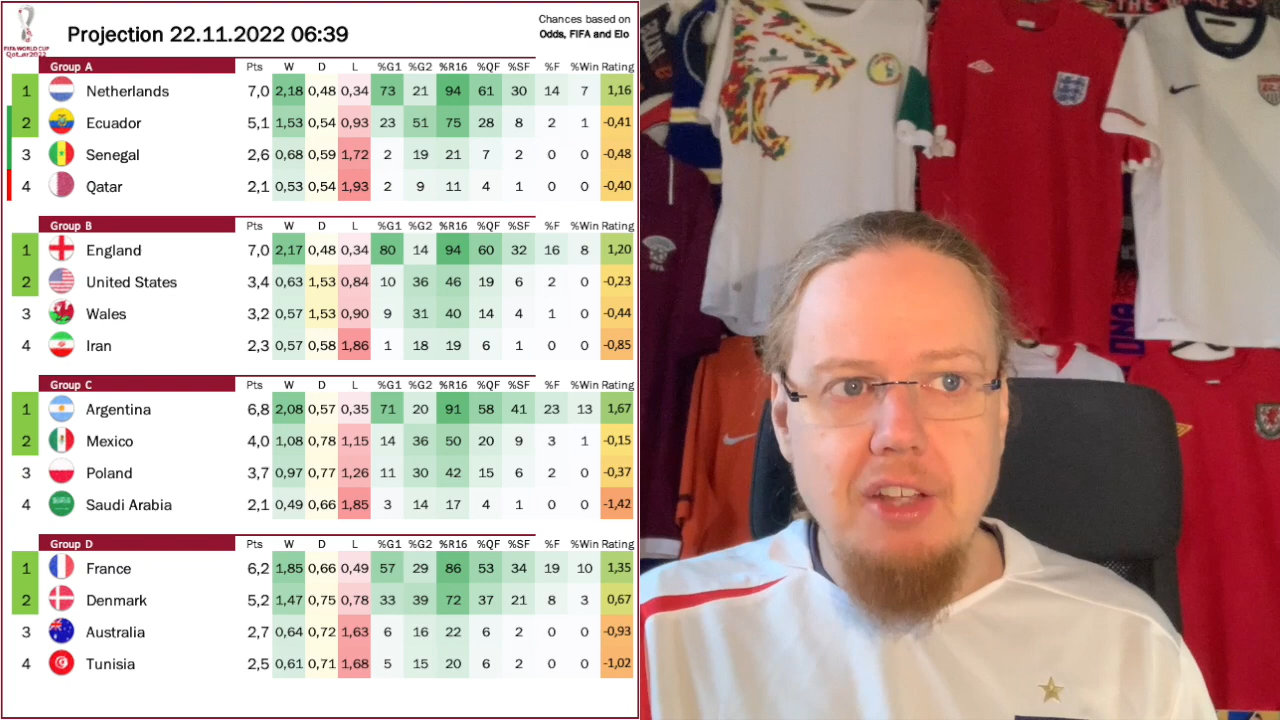 FIFA WORLD CUP
Qatar2022
Projection 22.11.2022 06:39
Chances based on
Odds, FIFA and Elo
Group A Pts W D L %G1 %G2 %R16 %QF %SF %F %Win Rating
1 Netherlands 7,0 2,18 0,48 0,34 73 21 94 61 30 14 7 1,16
2 Ecuador 5,1 1,53 0,54 0,93 23 51 75 28 8 2 1 -0,41
3 Senegal 2,6 0,68 0,59 1,72 2 19 21 7 2 0 0 -0,48
4 Qatar 2,1 0,53 0,54 1,93 2 9 11 4 1 0 0 -0,40
Group B Pts W D L %G1 %G2 %R16 %QF %SF %F %Win Rating
1 England 7,0 2,17 0,48 0,34 80 14 94 60 32 16 8 1,20
2 United States 3,4 0,63 1,53 0,84 10 36 46 19 6 2 0 -0,23
3 Wales 3,2 0,57 1,53 0,90 9 31 40 14 4 1 0 -0,44
4 Iran 2,3 0,57 0,58 1,86 1 18 19 6 1 0 0 -0,85
Group C Pts W D L %G1 %G2 %R16 %QF %SF %F %Win Rating
1 Argentina 6,8 2,08 0,57 0,35 71 20 91 58 41 23 13 1,67
2 Mexico 4,0 1,08 0,78 1,15 14 36 50 20 9 3 1 -0,15
3 Poland 3,7 0,97 0,77 1,26 11 30 42 15 6 2 0 -0,37
4 Saudi Arabia 2,1 0,49 0,66 1,85 3 14 17 4 1 0 0 -1,42
Group D Pts W D L %G1 %G2 %R16 %QF %SF %F %Win Rating
1 France 6,2 1,85 0,66 0,49 57 29 86 53 34 19 10 1,35
2 Denmark 5,2 1,47 0,75 0,78 33 39 72 37 21 8 3 0,67
3 Australia 2,7 0,64 0,72 1,63 6 16 22 6 2 0 0 -0,93
4 Tunisia 2,5 0,61 0,71 1,68 5 15 20 6 2 0 0 -1,02
DNA